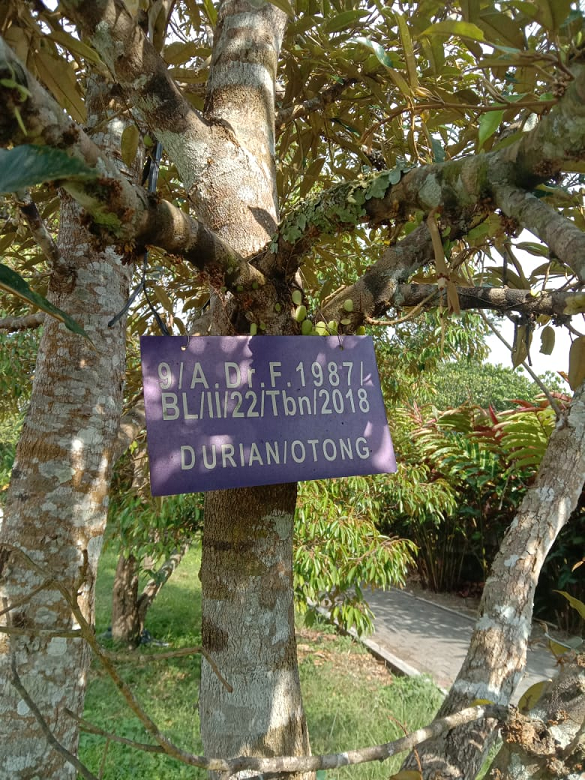 9/A.Dr.F.1987/
BL/II/22/Tbn/2018
DURIAN/OTONG